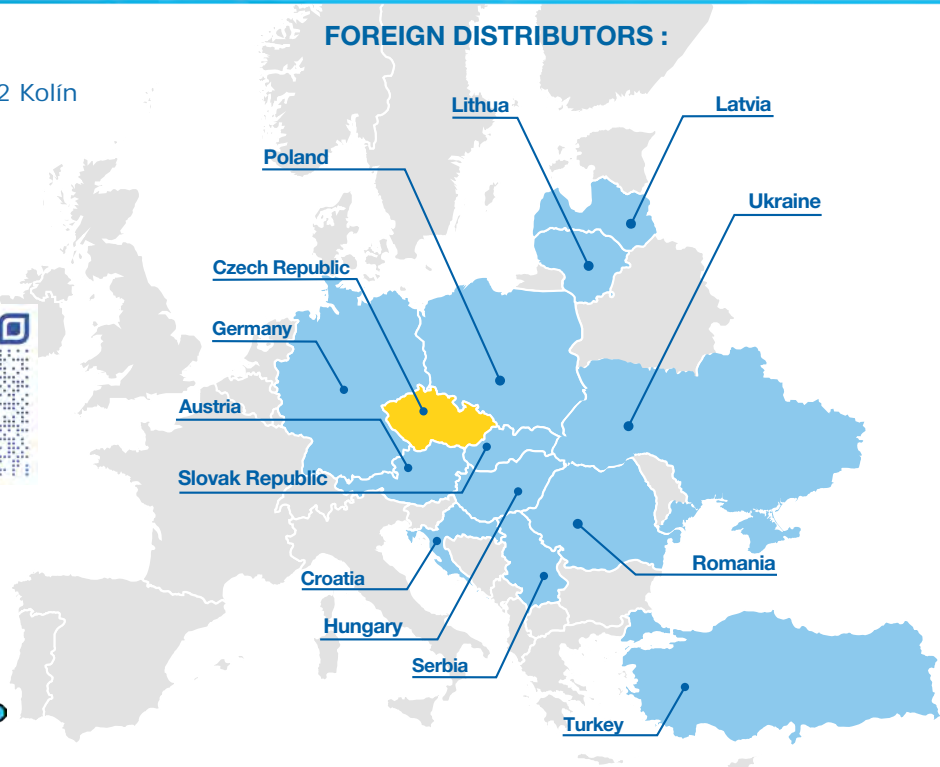 FOREIGN DISTRIBUTORS :
2 Kolín
Lithua
Latvia
Poland
Ukraine
Czech Republic
Germany
Austria
Slovak Republic
Romania
Croatia
Hungary
Serbia
Turkey